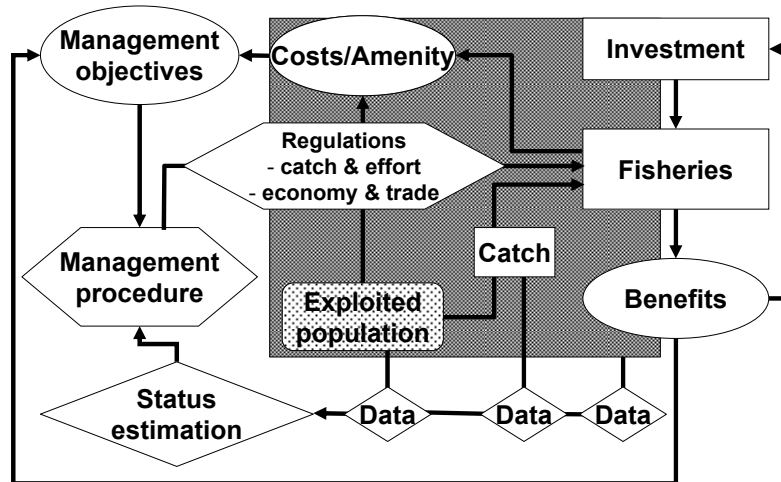 Management
objectives
Costs/Amenity
Investment
Regulations
- catch & effort
- economy & trade
Fisheries
Management
procedure
Catch
Exploited
population
Benefits
Status
estimation
Data
Data
Data